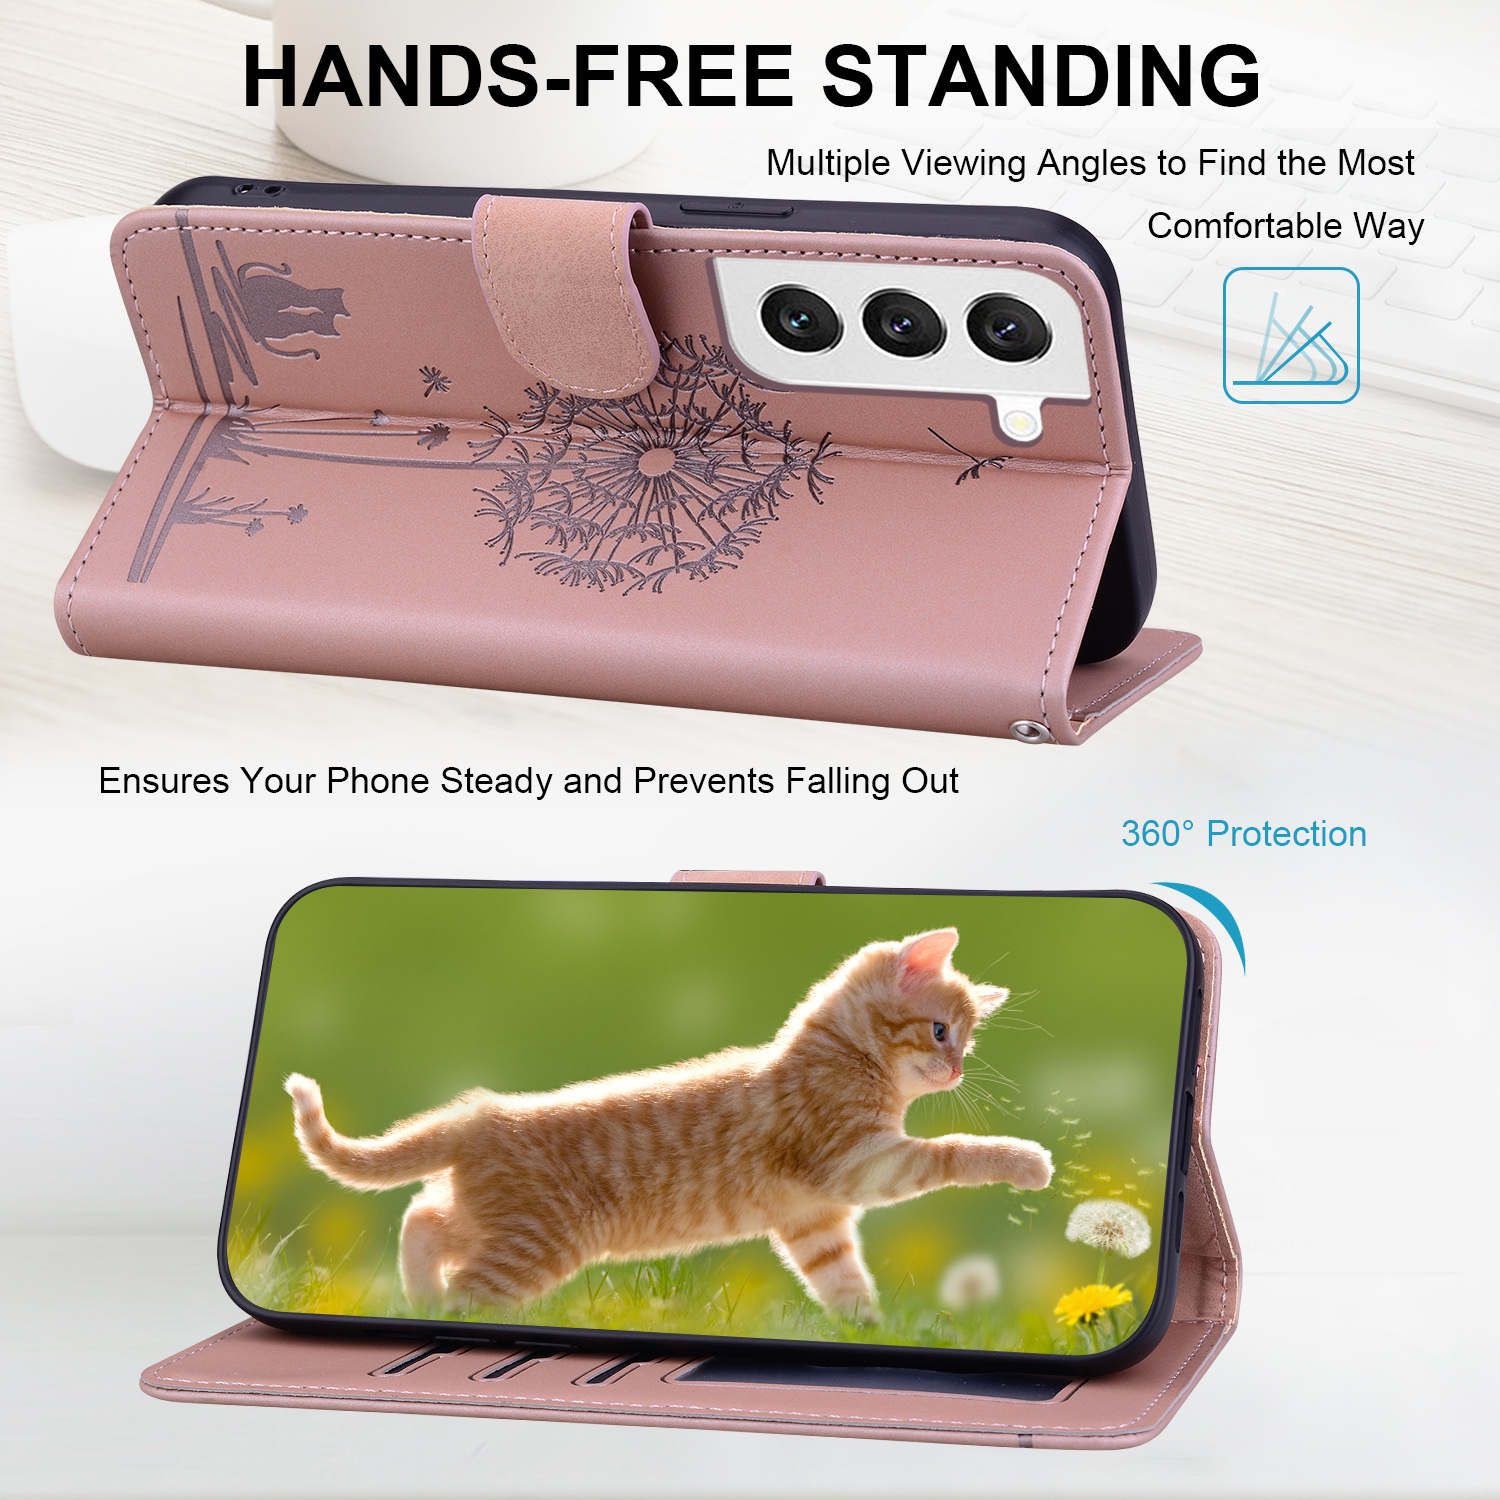 HANDS-FREE STANDING
Multiple Viewing Angles to Find the Most
Comfortable Way
Ensures Your Phone Steady and Prevents Falling Out
360° Protection